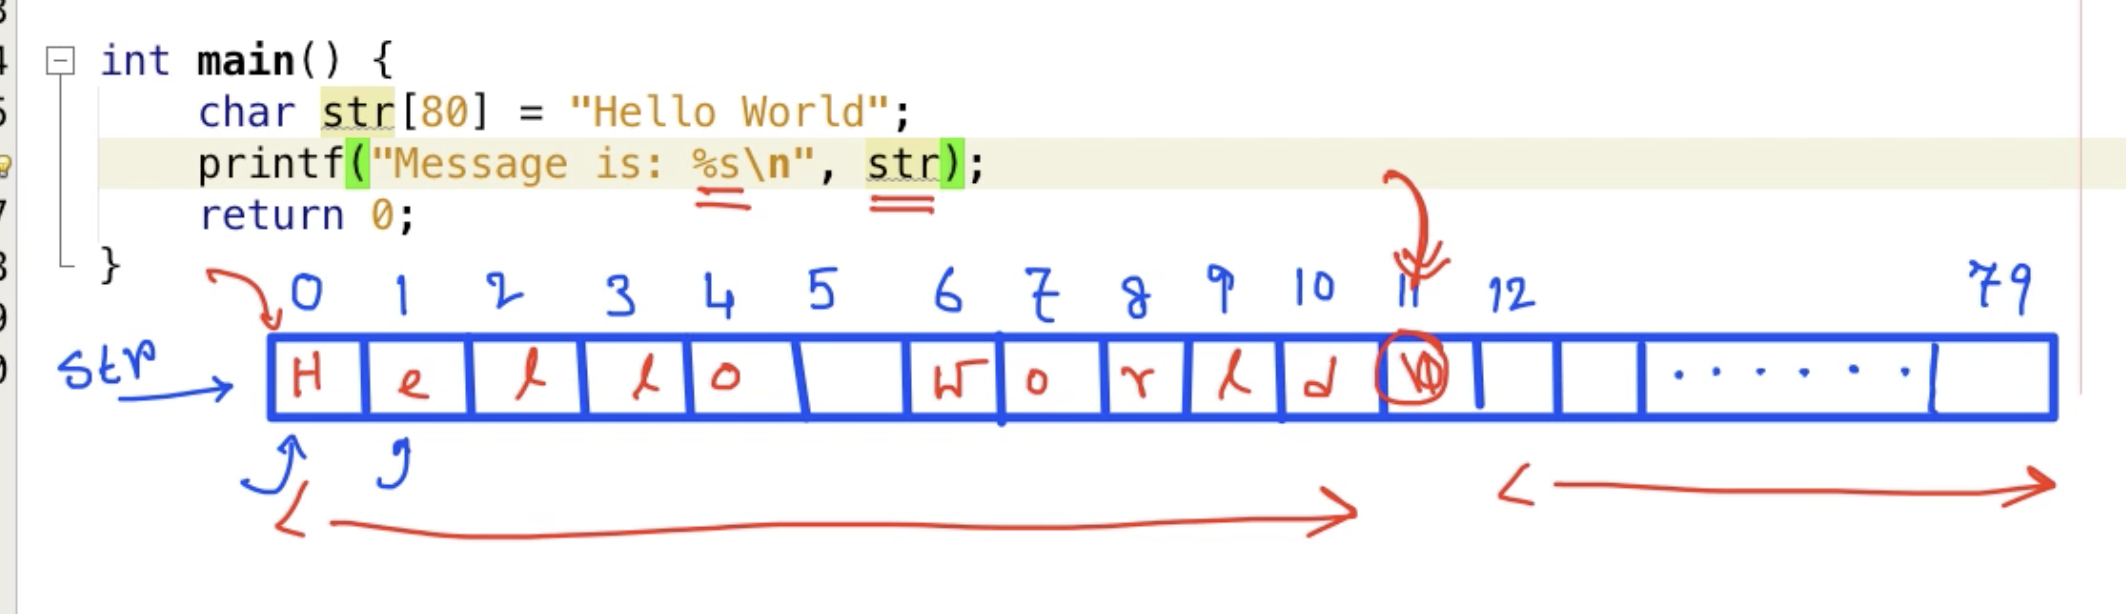 int main() {
char str[80] = "Hello World";
printf("Message is: %s\n", str);
return 0;
}
0 1 2 3 4 5 6 7 8 9 10 11 12 79
str H e l l o W o r l d \0 . . . . . .